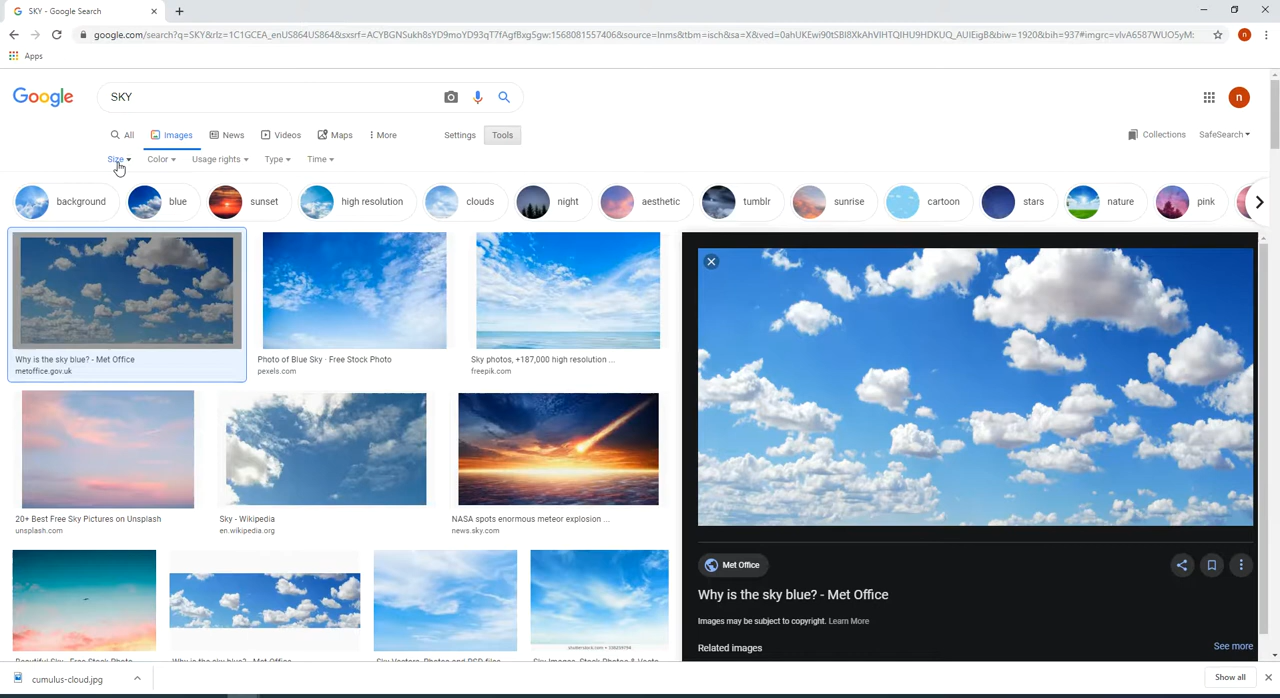 SKY - Google Search
google.com/search?q=SKY&rlz=1C1GCEA_enUS864US864&sxsrf=ACYBGNSukh8sYD9moYD93qT7fAgfBxg5gw:1568081557406&source=lnms&tbm=isch&sa=X&ved=0ahUKEwi90tSBl8XkAhVIHTQIHU9HDKUQ_AUIEigB&biw=1920&bih=937#imgrc=vlvA6587WUO5yM:
n
Apps
Google
SKY
n
All Images News Videos Maps More Settings Tools
Collections SafeSearch
Size Color Usage rights Type Time
background blue sunset high resolution clouds night aesthetic tumblr sunrise cartoon stars nature pink
Why is the sky blue? - Met Office
metoffice.gov.uk
Photo of Blue Sky · Free Stock Photo
pexels.com
Sky photos, +187,000 high resolution ...
freepik.com
20+ Best Free Sky Pictures on Unsplash
unsplash.com
Sky - Wikipedia
en.wikipedia.org
NASA spots enormous meteor explosion ...
news.sky.com
Met Office
Why is the sky blue? - Met Office
Images may be subject to copyright. Learn More
Related images
See more
cumulus-cloud.jpg
Show all